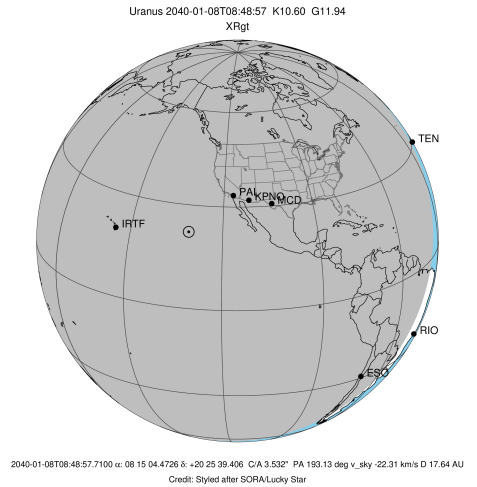 Uranus 2040-01-08T08:48:57 K10.60 G11.94
XRgt
TEN
PAL
KPNO
MCD
IRTF
RIO
ESO
2040-01-08T08:48:57.7100 α: 08 15 04.4726 δ: +20 25 39.406 C/A 3.532" PA 193.13 deg v_sky -22.31 km/s D 17.64 AU
Credit: Styled after SORA/Lucky Star